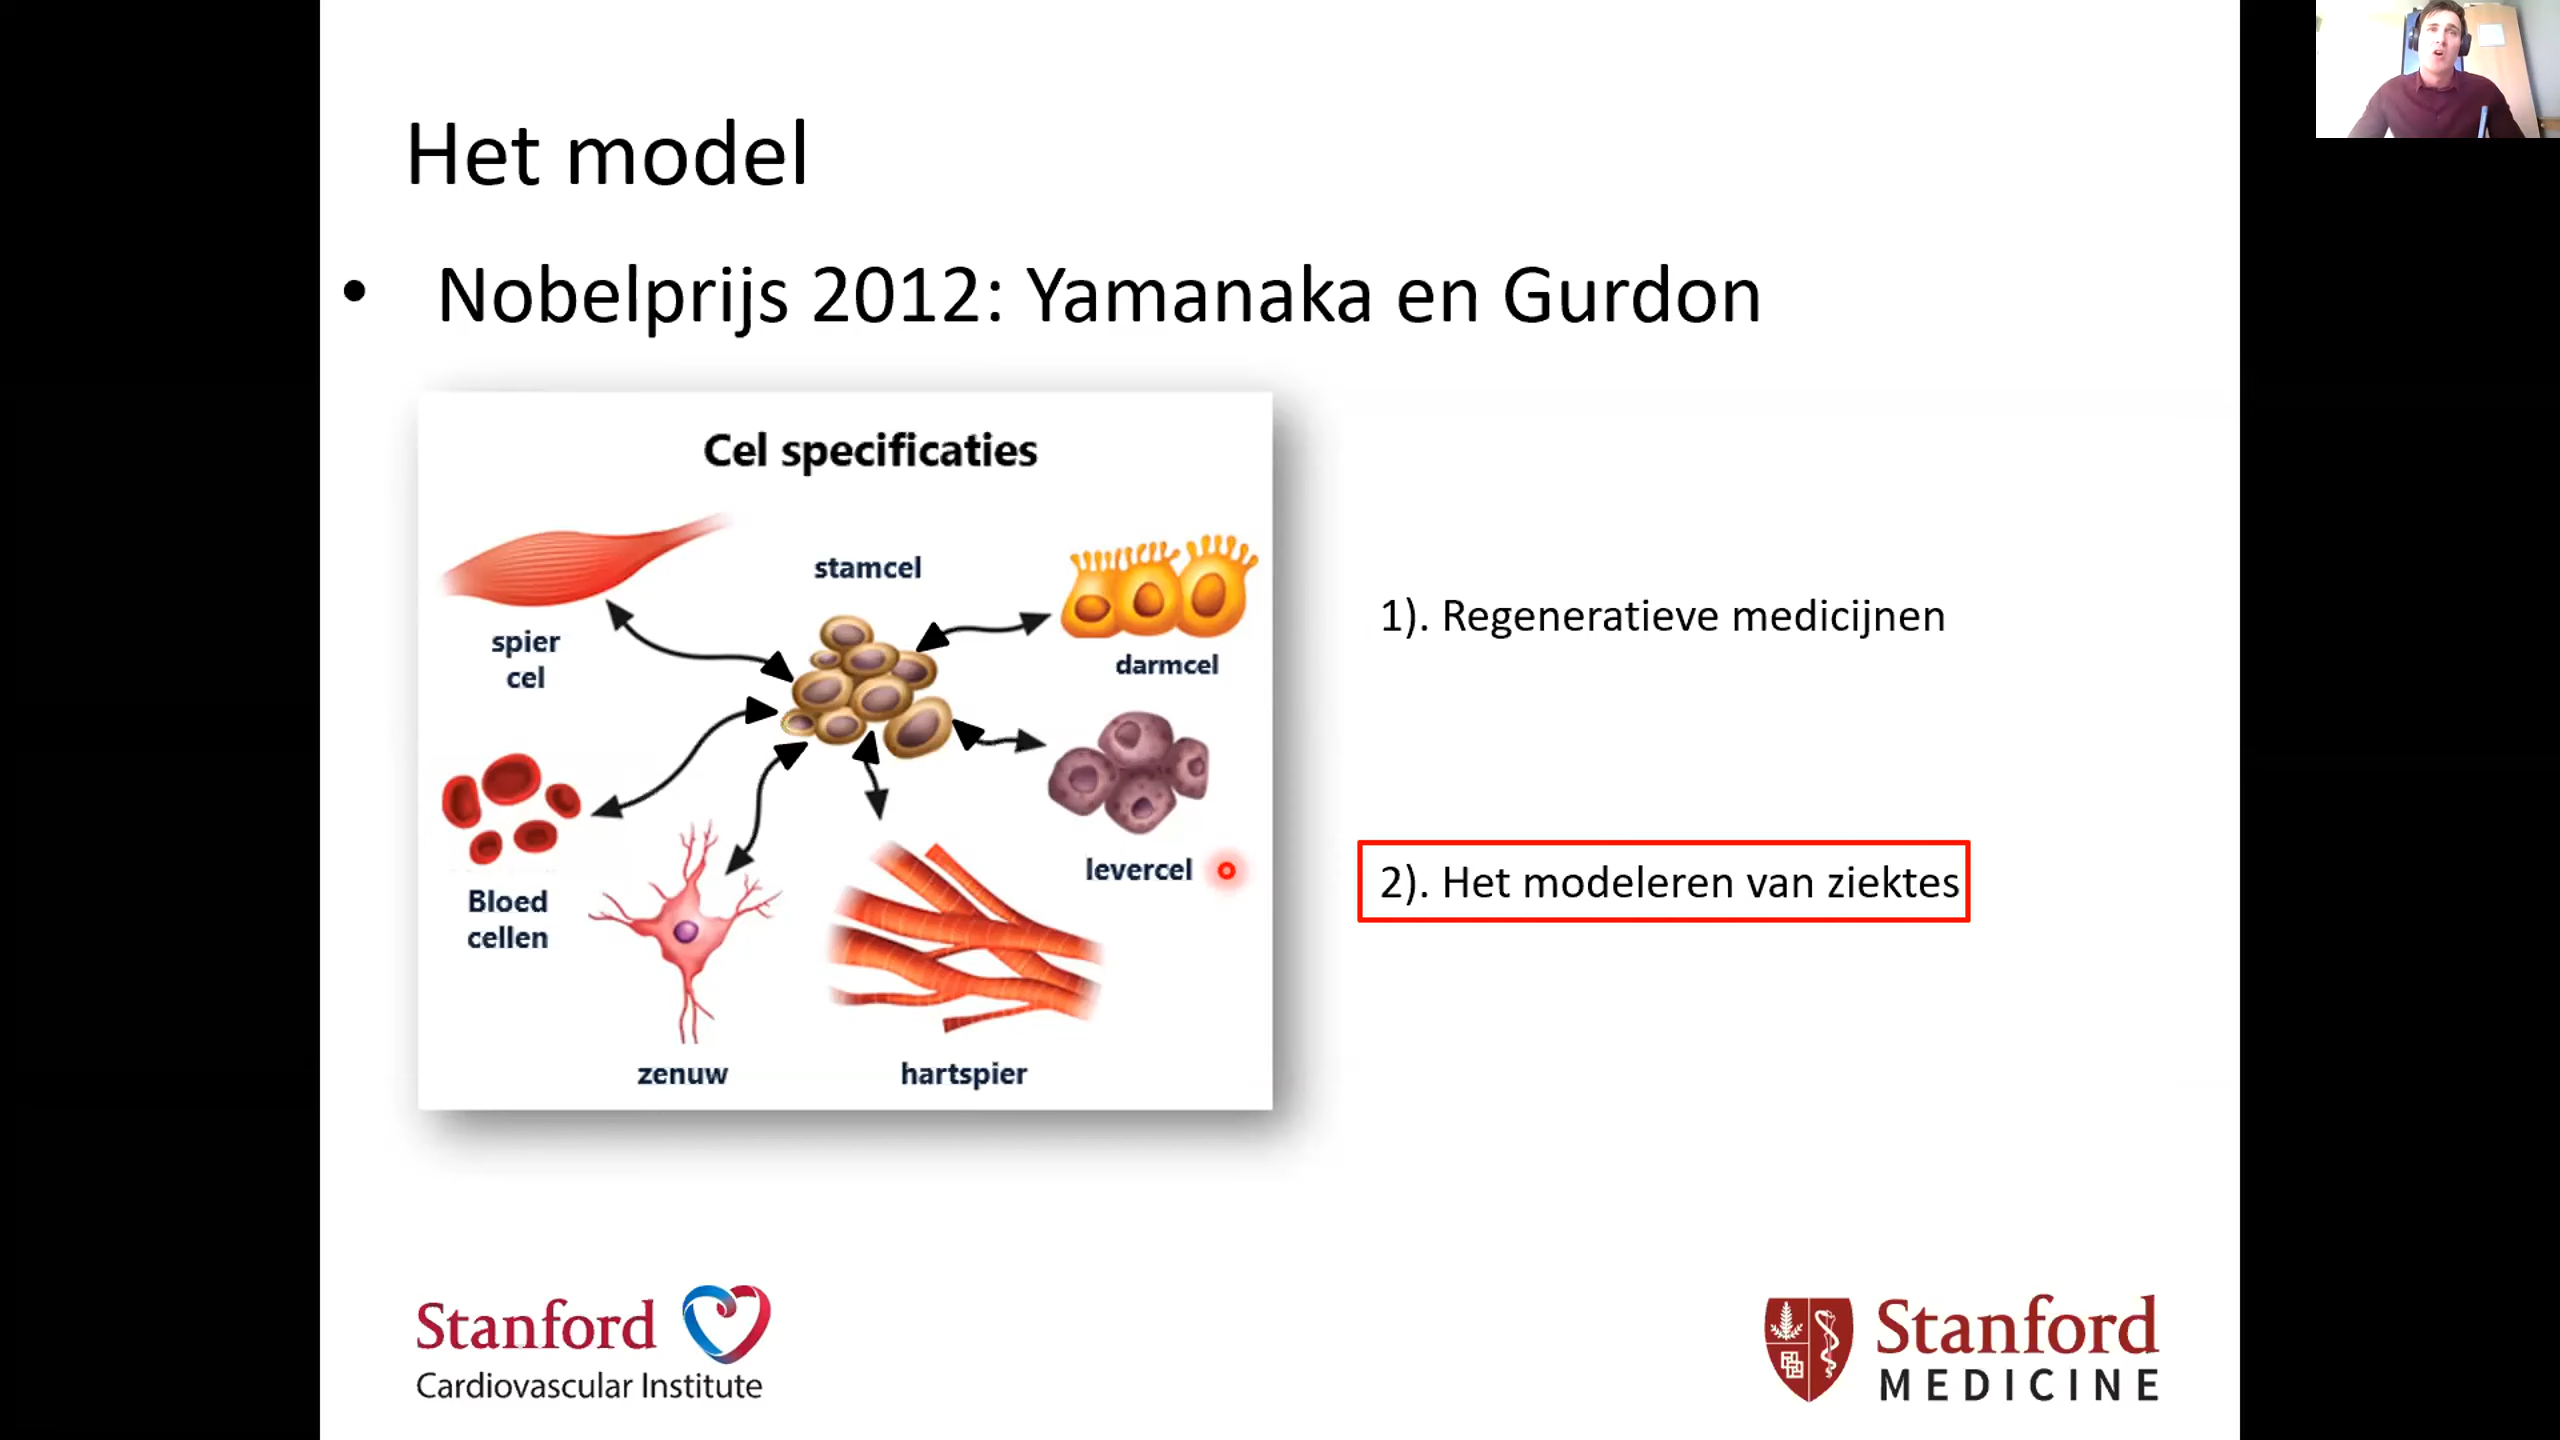 Het model
• Nobelprijs 2012: Yamanaka en Gurdon
Cel specificaties
stamcel
spier
cel
darmcel
levercel
Bloed
cellen
zenuw
hartspier
1). Regeneratieve medicijnen
2). Het modeleren van ziektes
Stanford
Cardiovascular Institute
Stanford
MEDICINE